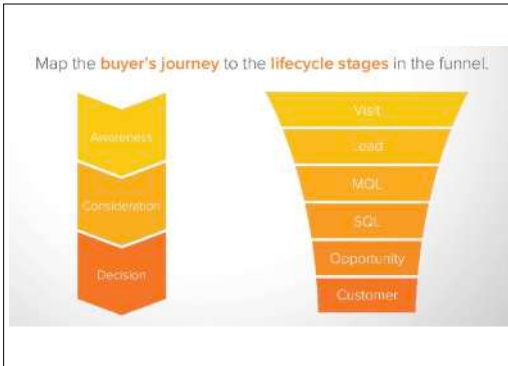 Map the buyer's journey to the lifecycle stages in the funnel.
Awareness
Consideration
Decision
Visit
Lead
MQL
SQL
Opportunity
Customer